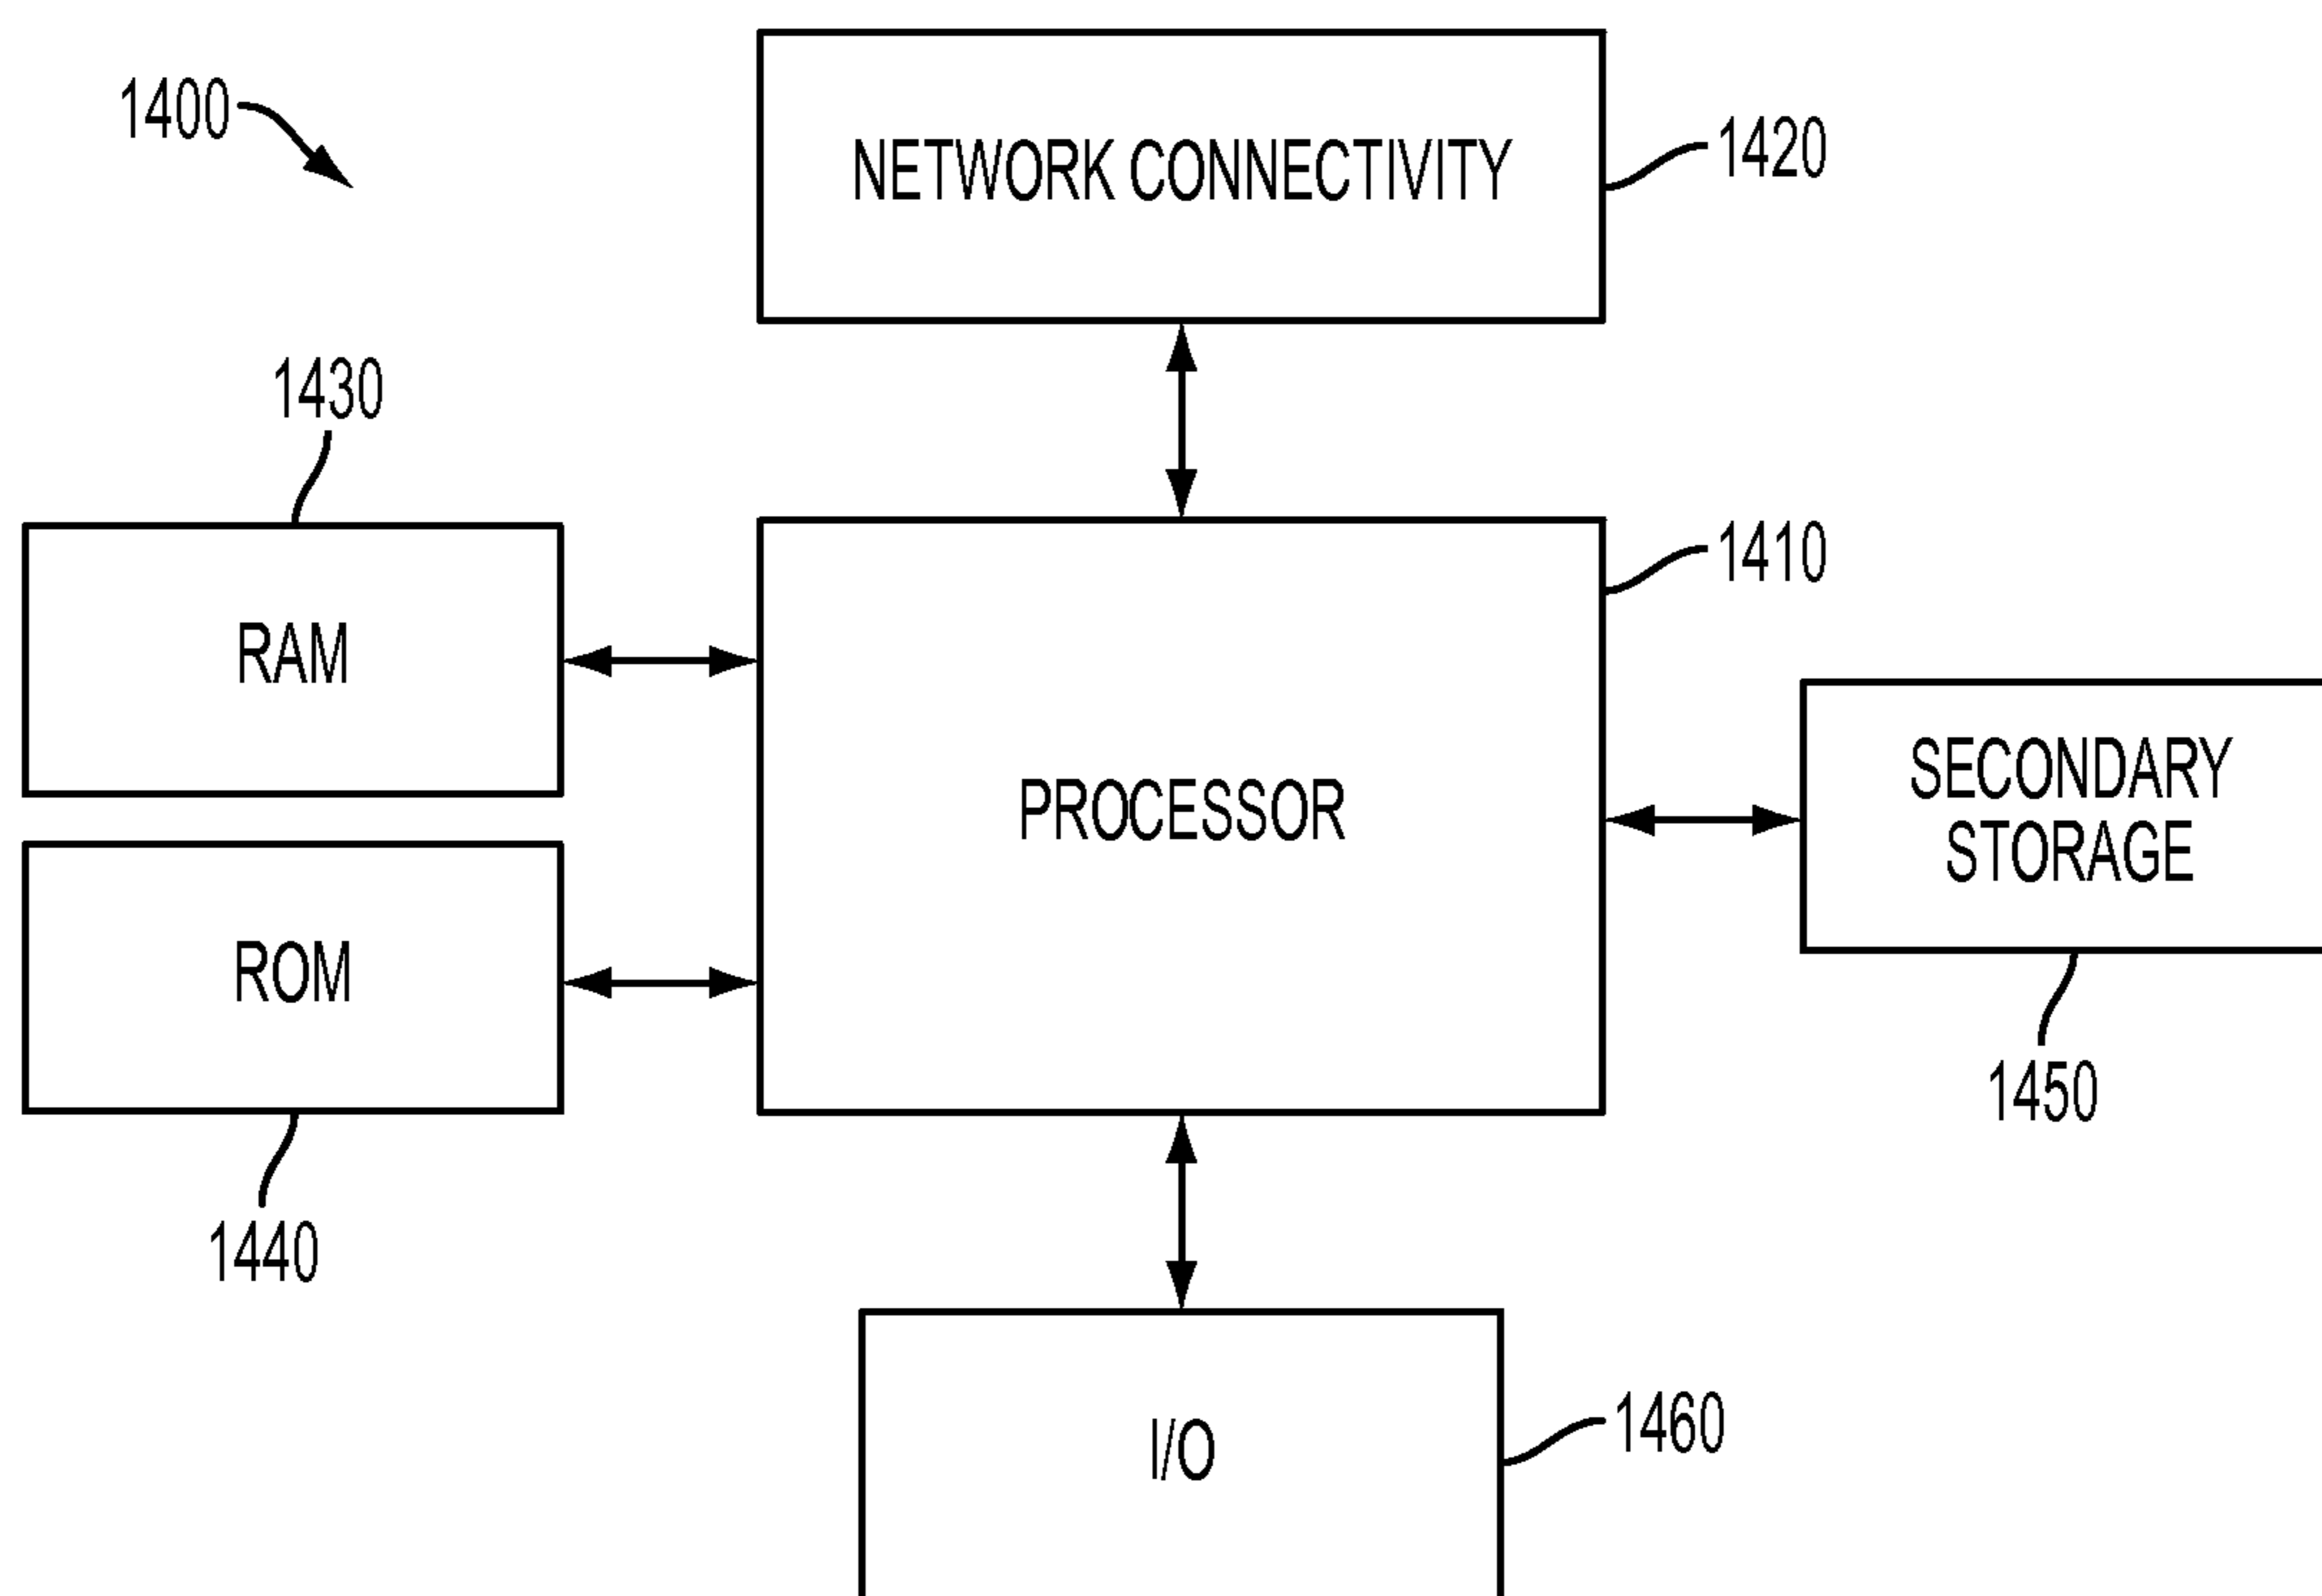 1400
NETWORK CONNECTIVITY
1420
1430
1410
RAM
PROCESSOR
SECONDARY
STORAGE
ROM
1450
1440
I/O
1460